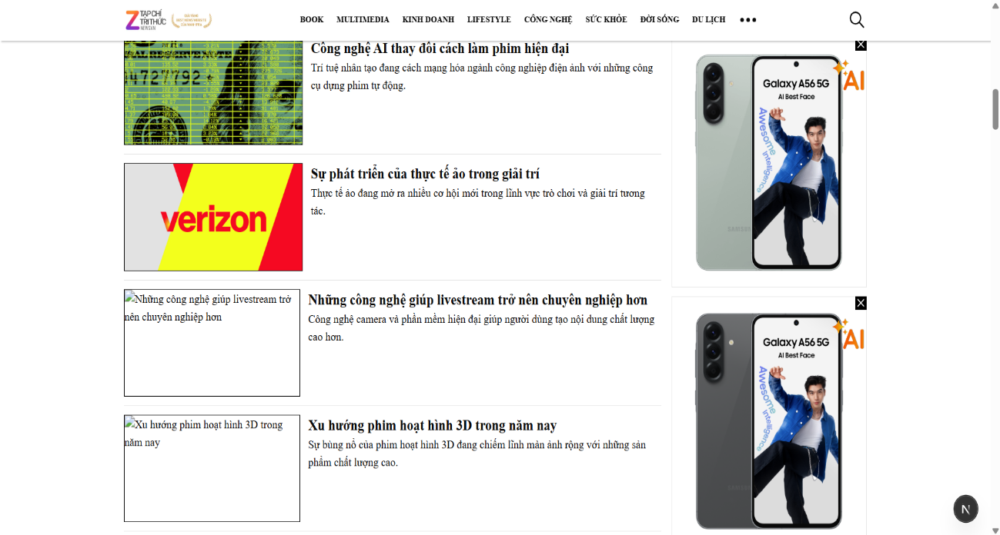 TẠP CHÍ
TRI THỨC
NEWS.VN
BOOK MULTIMEDIA KINH DOANH LIFESTYLE CÔNG NGHỆ SỨC KHỎE ĐỜI SỐNG DU LỊCH
Công nghệ AI thay đổi cách làm phim hiện đại
Trí tuệ nhân tạo đang cách mạng hóa ngành công nghiệp điện ảnh với những công
cụ dựng phim tự động.
Sự phát triển của thực tế ảo trong giải trí
Thực tế ảo đang mở ra nhiều cơ hội mới trong lĩnh vực trò chơi và giải trí tương
tác.
verizon
Những công nghệ giúp livestream trở
nên chuyên nghiệp hơn
Những công nghệ giúp livestream trở nên chuyên nghiệp hơn
Công nghệ camera và phần mềm hiện đại giúp người dùng tạo nội dung chất lượng
cao hơn.
Xu hướng phim hoạt hình 3D trong
năm nay
Xu hướng phim hoạt hình 3D trong năm nay
Sự bùng nổ của phim hoạt hình 3D đang chiếm lĩnh màn ảnh rộng với những sản
phẩm chất lượng cao.
AI
Galaxy A56 5G
AI Best Face
Awesome
Intelligence
SAMSUNG
AI
Galaxy A56 5G
AI Best Face
Awesome
Intelligence
SAMSUNG
N